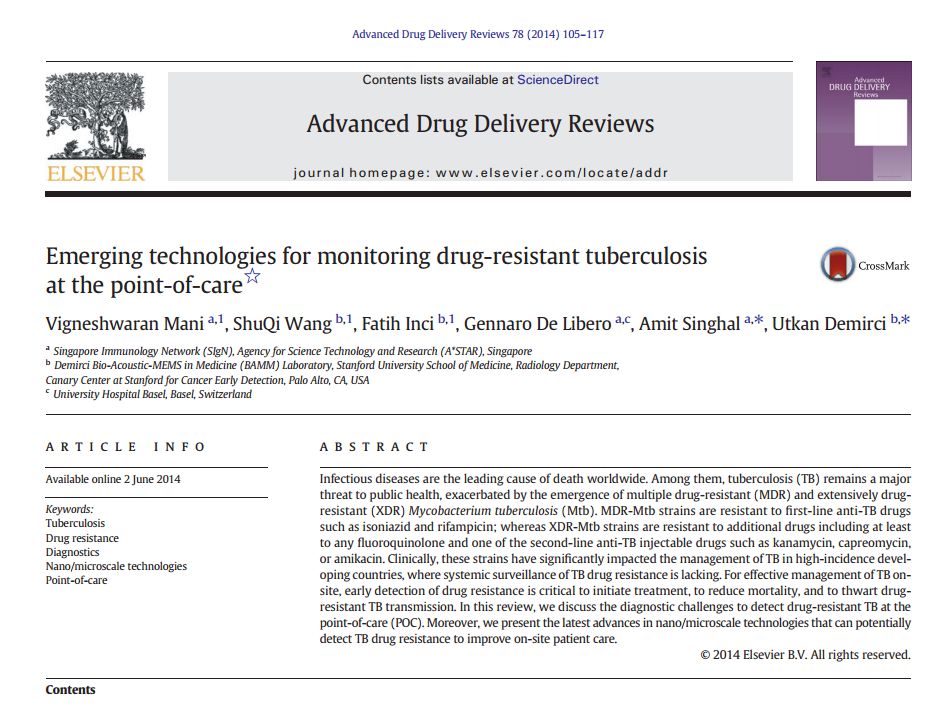 Advanced Drug Delivery Reviews 78 (2014) 105–117
Contents lists available at ScienceDirect
Advanced Drug Delivery Reviews
journal homepage: www.elsevier.com/locate/addr
ELSEVIER
Advanced
DRUG DELIVERY
Reviews
Emerging technologies for monitoring drug-resistant tuberculosis
at the point-of-care☆
CrossMark
Vigneshwaran Mani a,1, ShuQi Wang b,1, Fatih Inci b,1, Gennaro De Libero a,c, Amit Singhal a,*, Utkan Demirci b,*
a Singapore Immunology Network (SIgN), Agency for Science Technology and Research (A*STAR), Singapore
b Demirci Bio-Acoustic-MEMS in Medicine (BAMM) Laboratory, Stanford University School of Medicine, Radiology Department,
Canary Center at Stanford for Cancer Early Detection, Palo Alto, CA, USA
c University Hospital Basel, Basel, Switzerland
ARTICLE INFO
Available online 2 June 2014
Keywords:
Tuberculosis
Drug resistance
Diagnostics
Nano/microscale technologies
Point-of-care
ABSTRACT
Infectious diseases are the leading cause of death worldwide. Among them, tuberculosis (TB) remains a major
threat to public health, exacerbated by the emergence of multiple drug-resistant (MDR) and extensively drug-
resistant (XDR) Mycobacterium tuberculosis (Mtb). MDR-Mtb strains are resistant to first-line anti-TB drugs
such as isoniazid and rifampicin; whereas XDR-Mtb strains are resistant to additional drugs including at least
to any fluoroquinolone and one of the second-line anti-TB injectable drugs such as kanamycin, capreomycin,
or amikacin. Clinically, these strains have significantly impacted the management of TB in high-incidence devel-
oping countries, where systemic surveillance of TB drug resistance is lacking. For effective management of TB on-
site, early detection of drug resistance is critical to initiate treatment, to reduce mortality, and to thwart drug-
resistant TB transmission. In this review, we discuss the diagnostic challenges to detect drug-resistant TB at the
point-of-care (POC). Moreover, we present the latest advances in nano/microscale technologies that can potentially
detect TB drug resistance to improve on-site patient care.
© 2014 Elsevier B.V. All rights reserved.
Contents